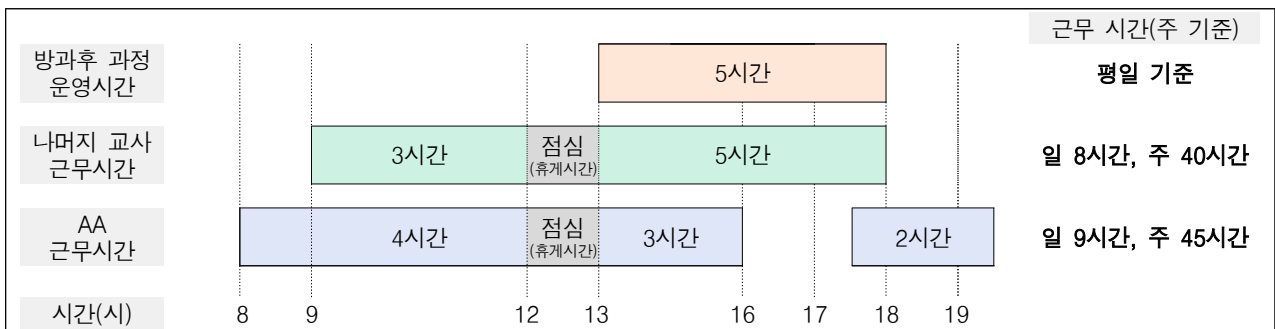 근무 시간(주 기준)
방과후 과정
운영시간
5시간
평일 기준
나머지 교사
근무시간
3시간
점심
(휴게시간)
5시간
일 8시간, 주 40시간
AA
근무시간
4시간
점심
(휴게시간)
3시간
2시간
일 9시간, 주 45시간
시간(시)
8 9 12 13 16 17 18 19